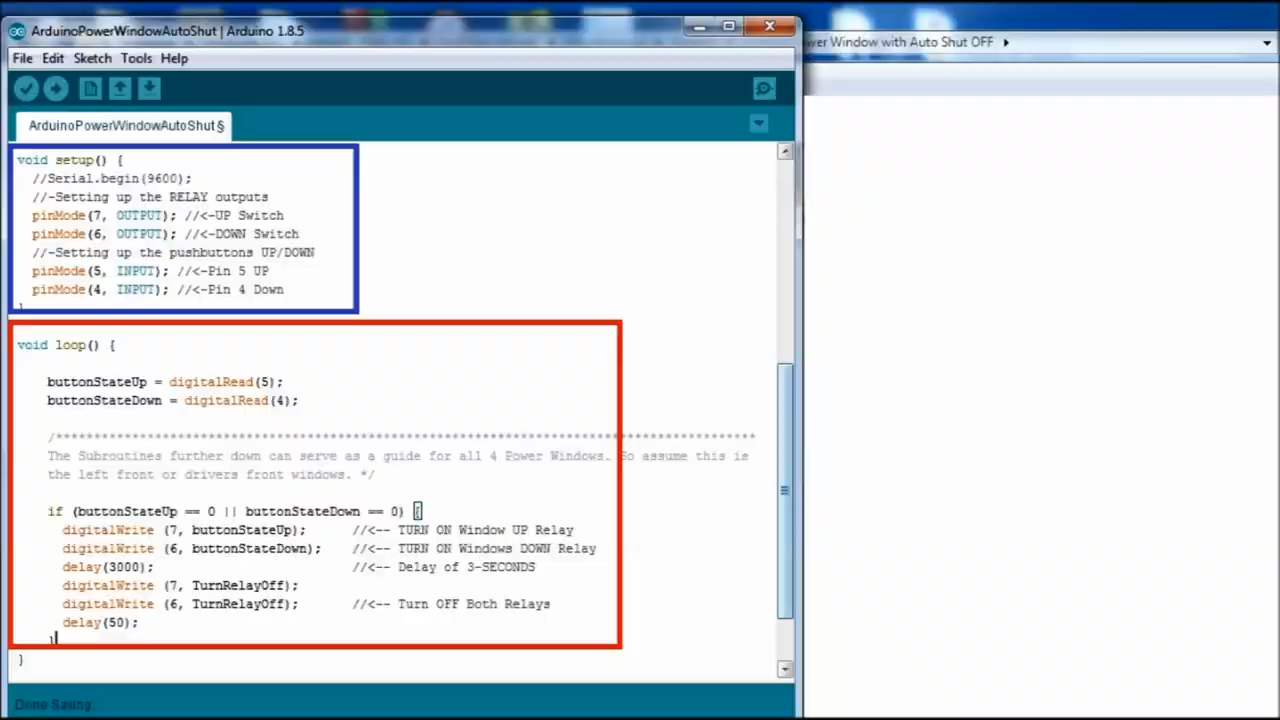 ArduinoPowerWindowAutoShut | Arduino 1.8.5
wer Window with Auto Shut OFF
File Edit Sketch Tools Help
ArduinoPowerWindowAutoShut §
void setup() {
//Serial.begin(9600);
//-Setting up the RELAY outputs
pinMode(7, OUTPUT); //<-UP Switch
pinMode(6, OUTPUT); //<-DOWN Switch
//-Setting up the pushbuttons UP/DOWN
pinMode(5, INPUT); //<-Pin 5 UP
pinMode(4, INPUT); //<-Pin 4 Down
}
void loop() {
buttonStateUp = digitalRead(5);
buttonStateDown = digitalRead(4);
/********************************************************************************************
The Subroutines further down can serve as a guide for all 4 Power Windows. So assume this is
the left front or drivers front windows. */
if (buttonStateUp == 0 || buttonStateDown == 0) {
digitalWrite (7, buttonStateUp); //<-- TURN ON Window UP Relay
digitalWrite (6, buttonStateDown); //<-- TURN ON Windows DOWN Relay
delay(3000); //<-- Delay of 3-SECONDS
digitalWrite (7, TurnRelayOff);
digitalWrite (6, TurnRelayOff); //<-- Turn OFF Both Relays
delay(50);
}
}
Done Saving.